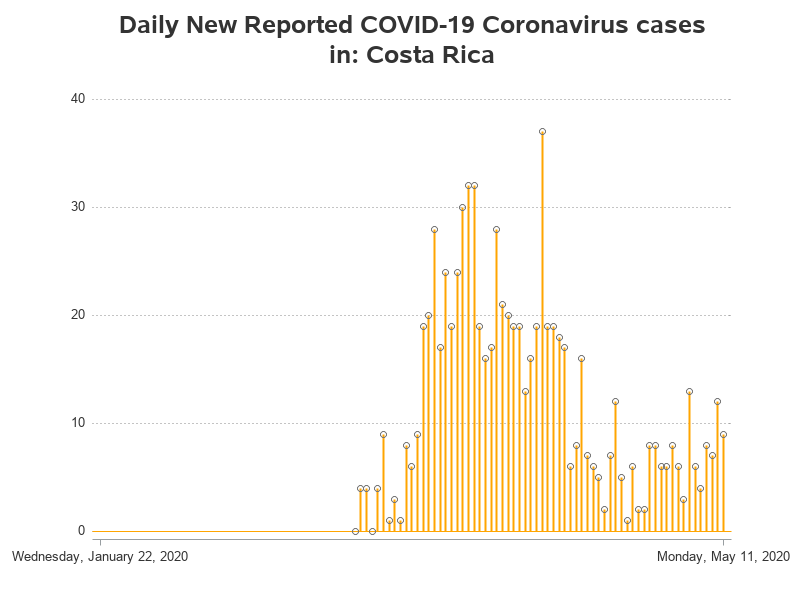 Daily New Reported COVID-19 Coronavirus cases
in: Costa Rica
40
30
20
10
0
Wednesday, January 22, 2020
Monday, May 11, 2020